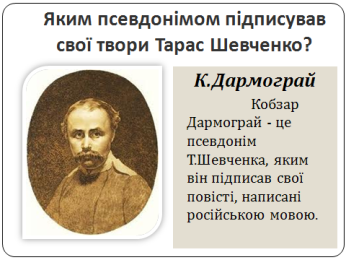 Яким псевдонімом підписував
свої твори Тарас Шевченко?
К.Дармограй
Кобзар
Дармограй - це
псевдонім
Т.Шевченка, яким
він підписав свої
повісті, написані
російською мовою.